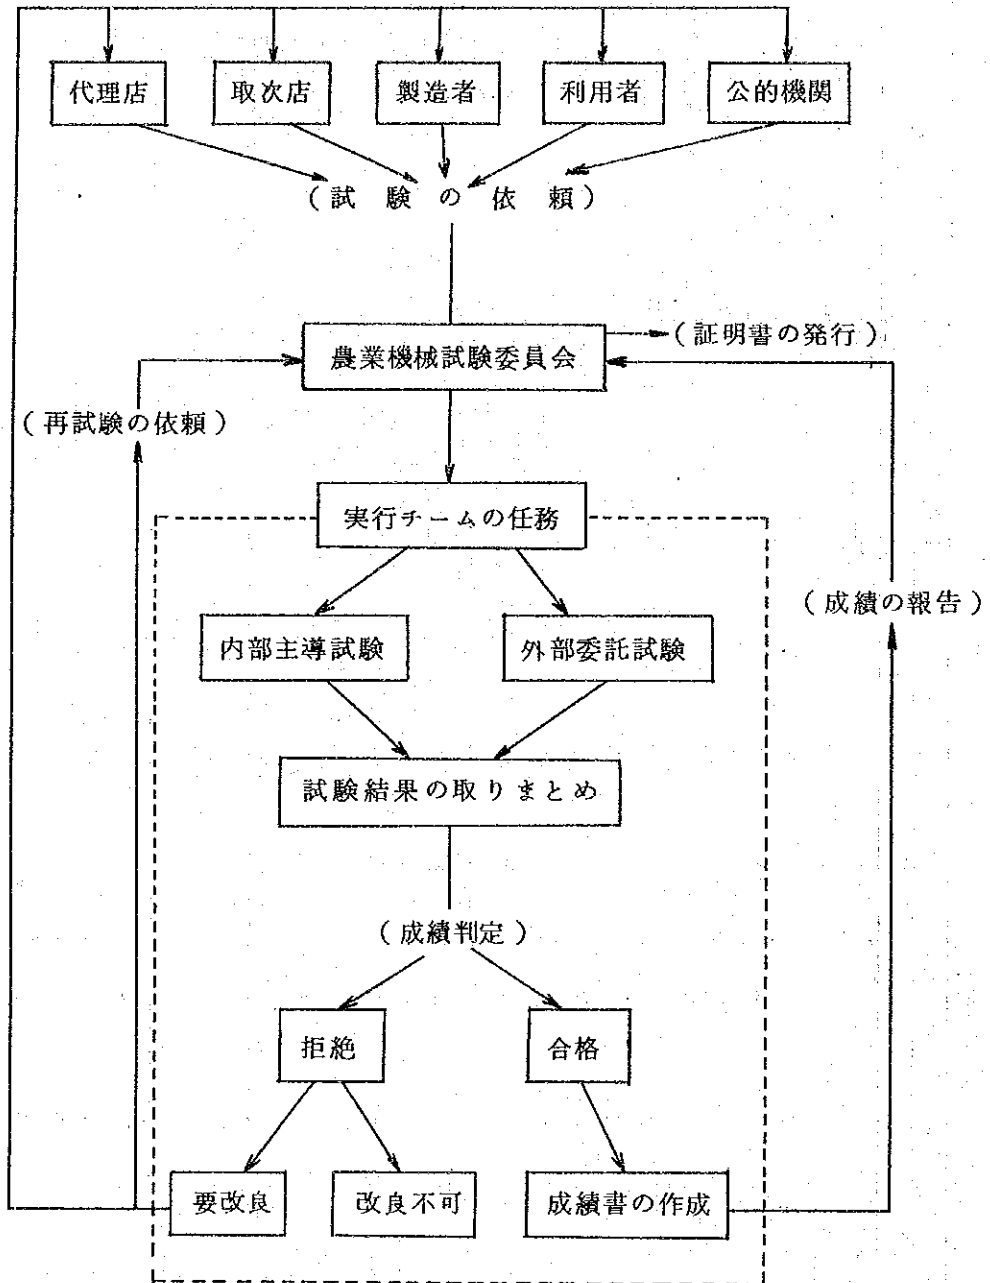 代理店
取次店
製造者
利用者
公的機関
(試験の依頼)
(証明書の発行)
農業機械試験委員会
(再試験の依頼)
実行チームの任務
(成績の報告)
内部主導試験
外部委託試験
試験結果の取りまとめ
(成績判定)
拒絶
合格
要改良
改良不可
成績書の作成